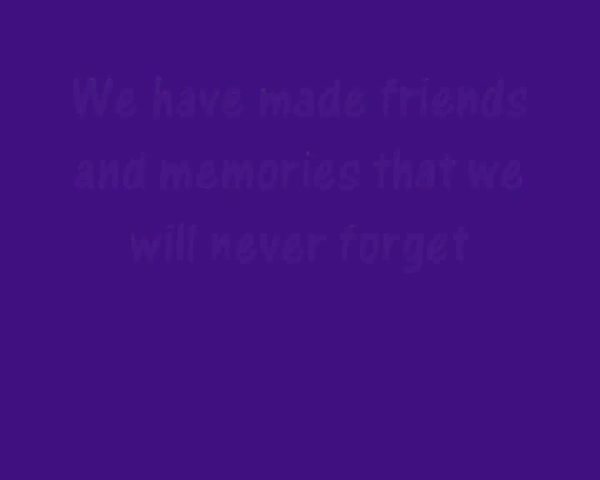 We have made friends
and memories that we
will never forget